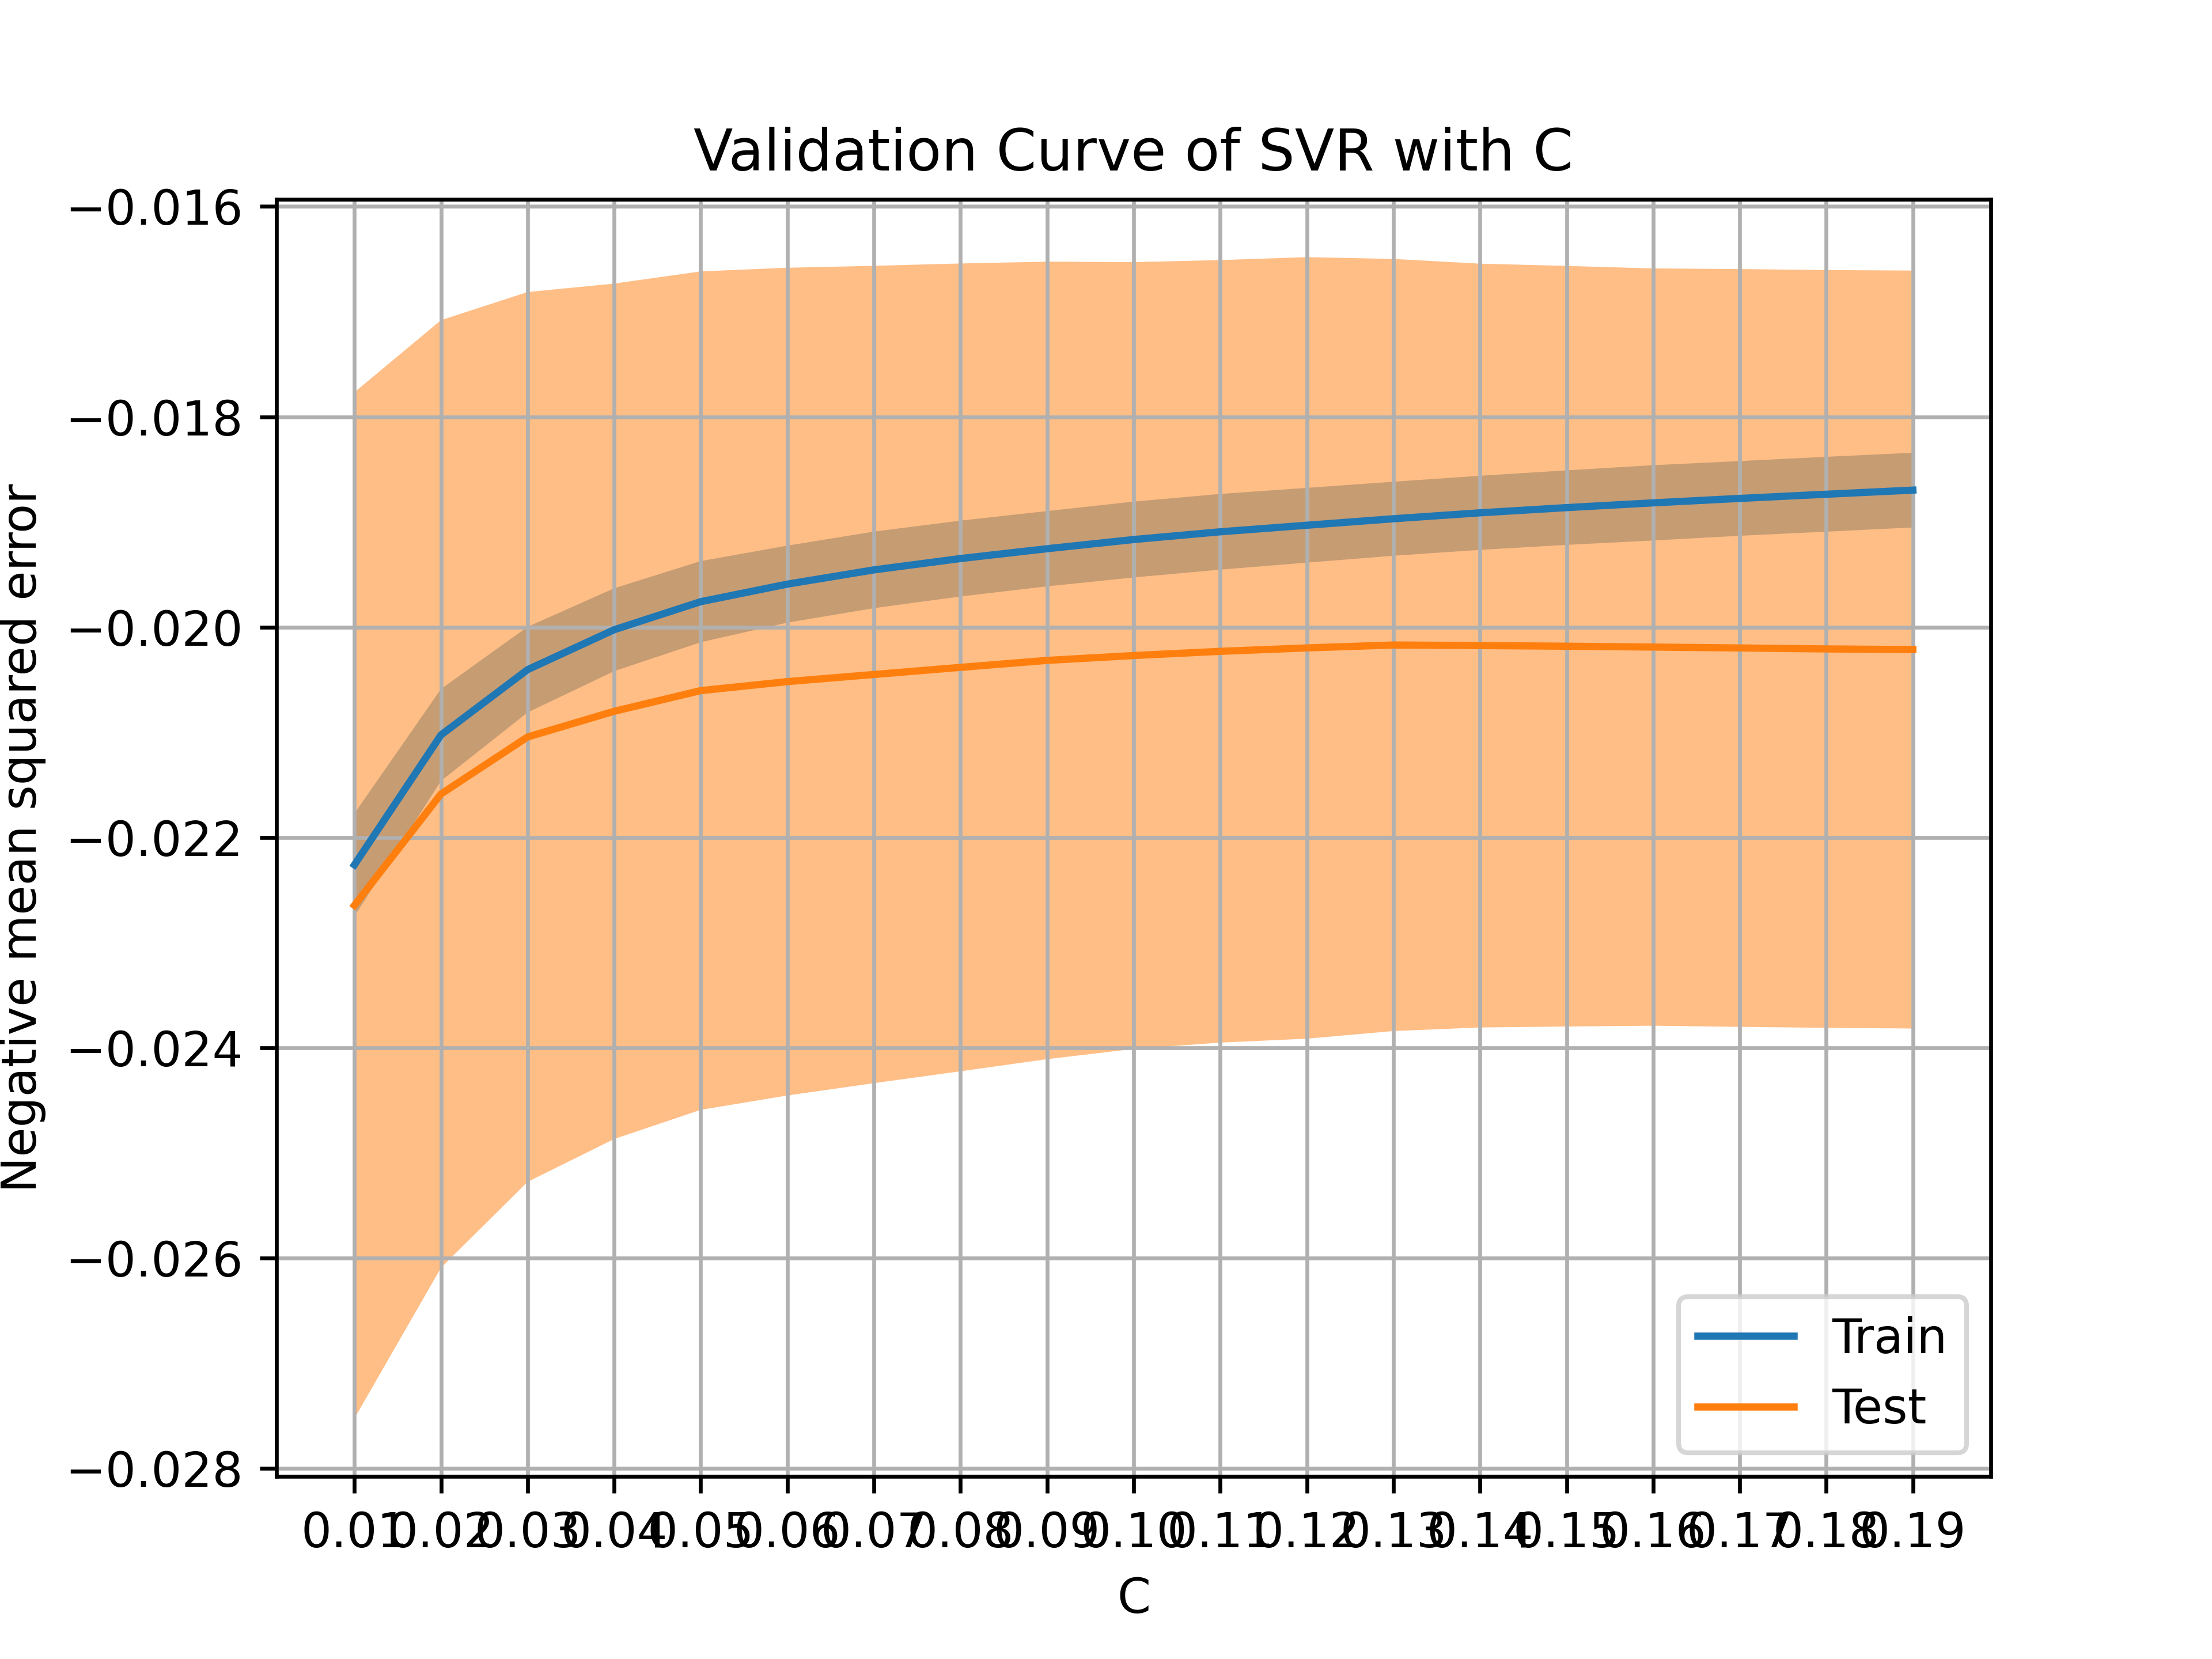 Validation Curve of SVR with C
Negative mean squared error
−0.016
−0.018
−0.020
−0.022
−0.024
−0.026
−0.028
Train
Test
0.01 0.02 0.03 0.04 0.05 0.06 0.07 0.08 0.09 0.10 0.11 0.12 0.13 0.14 0.15 0.16 0.17 0.18 0.19
C